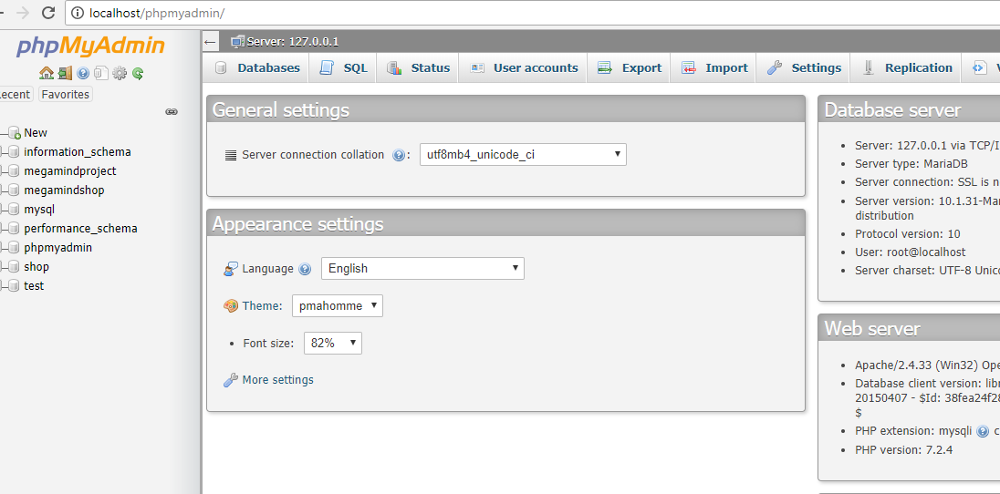 localhost/phpmyadmin/
phpMyAdmin
Recent Favorites
New
information_schema
megamindproject
megamindshop
mysql
performance_schema
phpmyadmin
shop
test
Server: 127.0.0.1
Databases SQL Status User accounts Export Import Settings Replication
General settings
Server connection collation : utf8mb4_unicode_ci
Appearance settings
Language English
Theme: pmahomme
Font size: 82%
More settings
Database server
Server: 127.0.0.1 via TCP/I
Server type: MariaDB
Server connection: SSL is n
Server version: 10.1.31-Mar
distribution
Protocol version: 10
User: root@localhost
Server charset: UTF-8 Unico
Web server
Apache/2.4.33 (Win32) Ope
Database client version: lib
20150407 - $Id: 38fea24f28
$
PHP extension: mysqli c
PHP version: 7.2.4